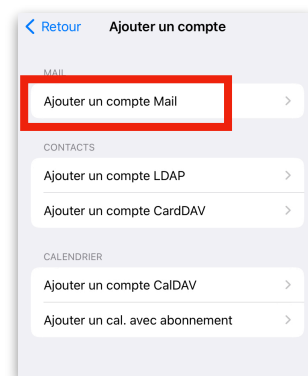 Retour Ajouter un compte
MAIL
Ajouter un compte Mail
CONTACTS
Ajouter un compte LDAP
Ajouter un compte CardDAV
CALENDRIER
Ajouter un compte CalDAV
Ajouter un cal. avec abonnement